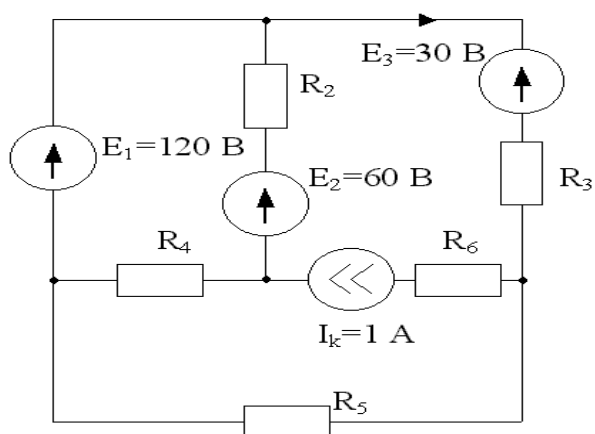 E₃=30 В
R₂
E₁=120 В
R₃
E₂=60 В
R₄
R₆
Iₖ=1 А
R₅